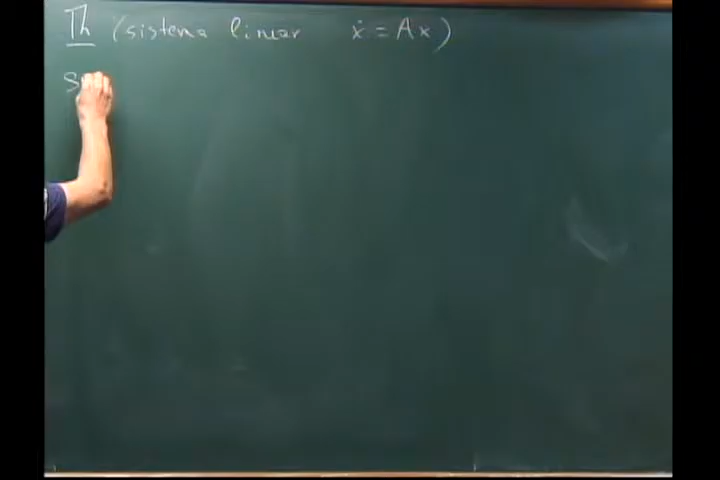 Th (sistema linear ẋ = Ax)
S